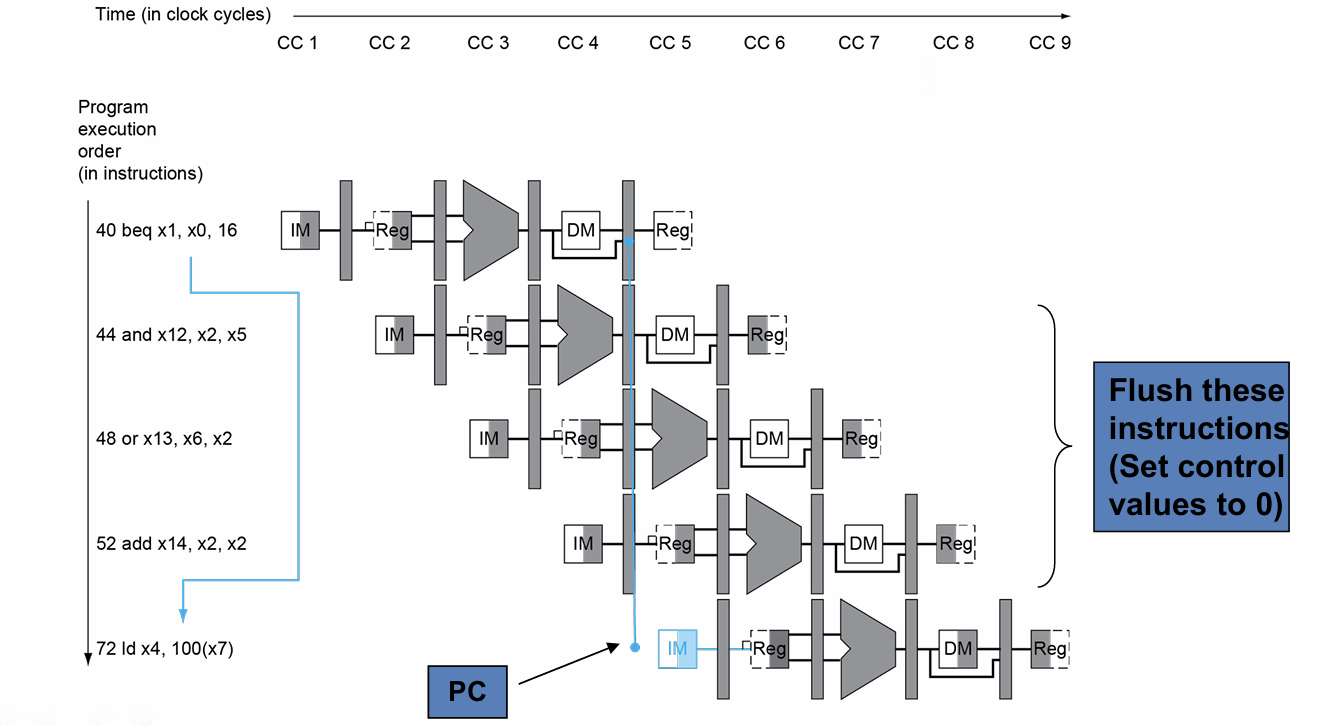 Time (in clock cycles)
CC 1 CC 2 CC 3 CC 4 CC 5 CC 6 CC 7 CC 8 CC 9
Program
execution
order
(in instructions)
40 beq x1, x0, 16
IM Reg DM Reg
44 and x12, x2, x5
IM Reg DM Reg
48 or x13, x6, x2
IM Reg DM Reg
52 add x14, x2, x2
IM Reg DM Reg
72 ld x4, 100(x7)
IM Reg DM Reg
Flush these
instructions
(Set control
values to 0)
PC